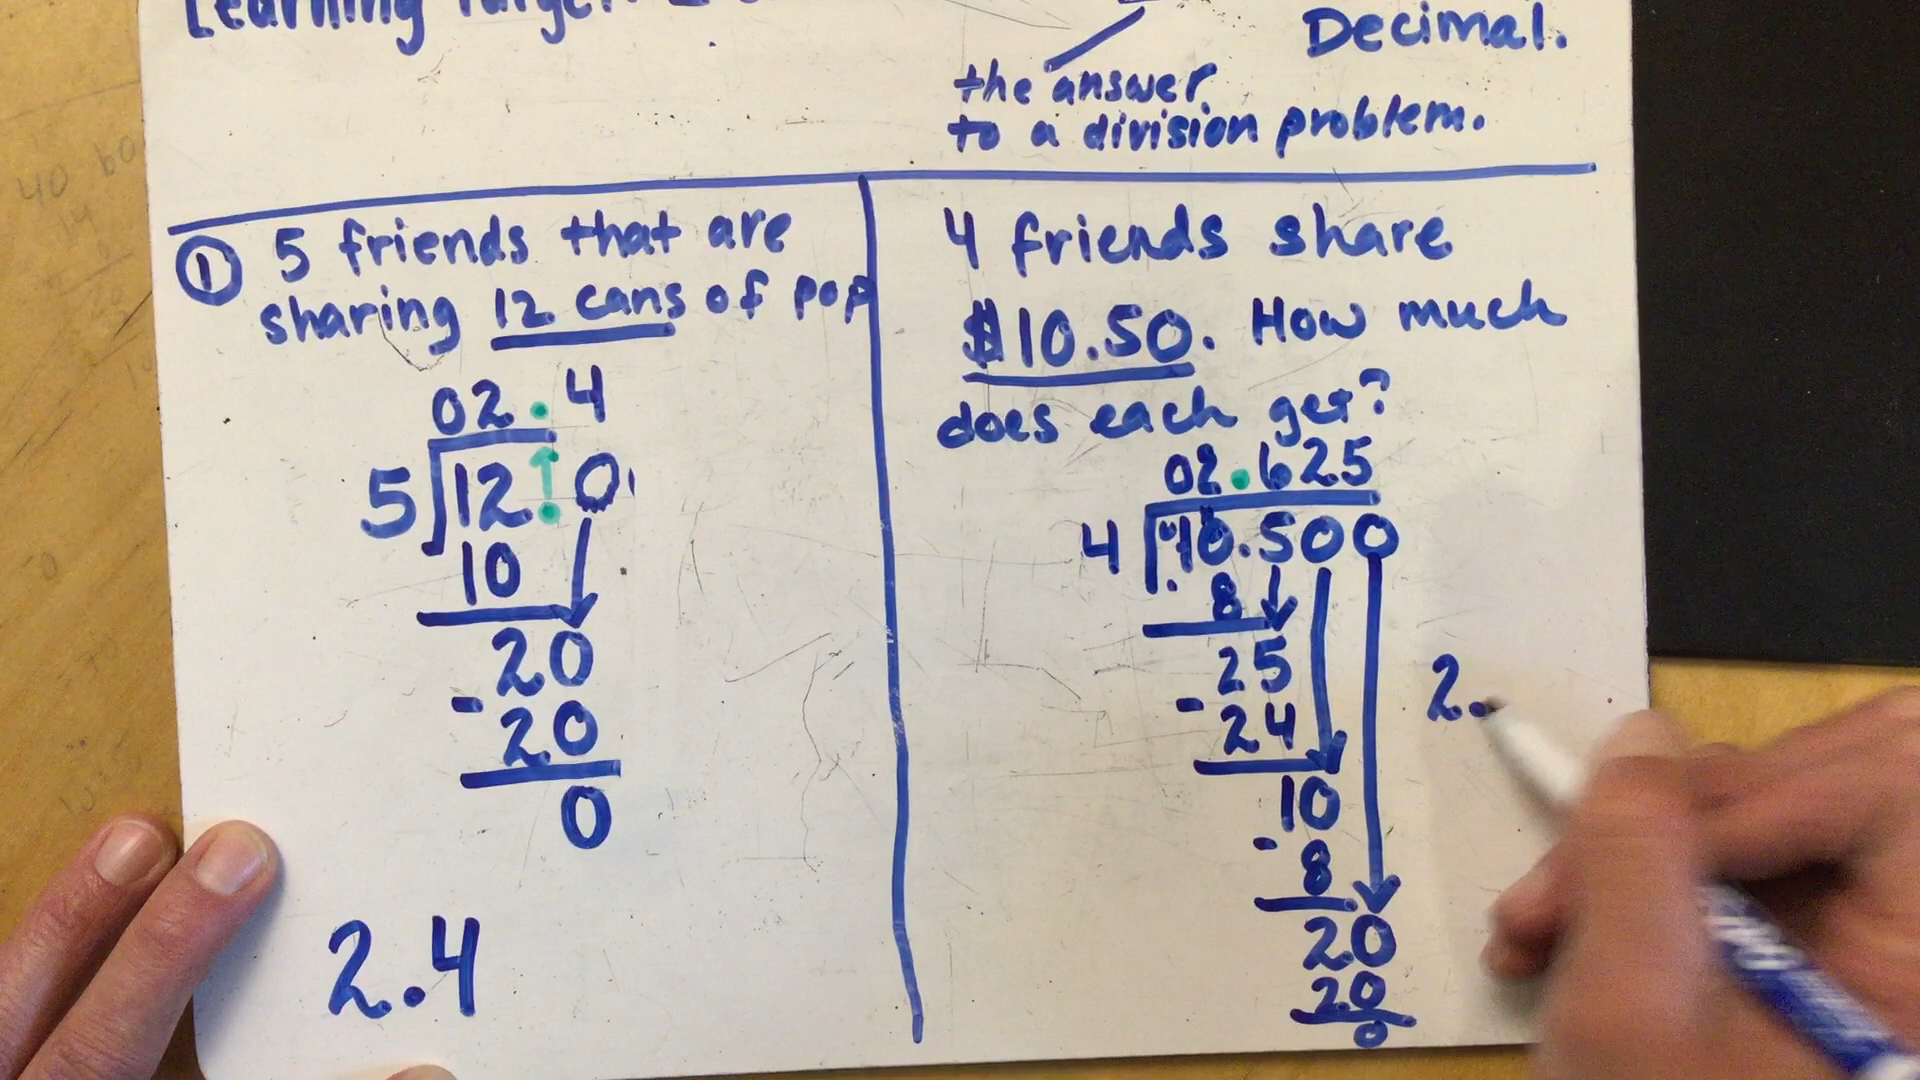 Learning Target:
Decimal.
the answer
to a division problem.
① 5 friends that are
sharing 12 cans of pop
02.4
5 12.0
10
20
- 20
0
2.4
4 friends share
$10.50. How much
does each get?
02.625
4 10.500
8
25
- 24
10
- 8
20
20
0
2.